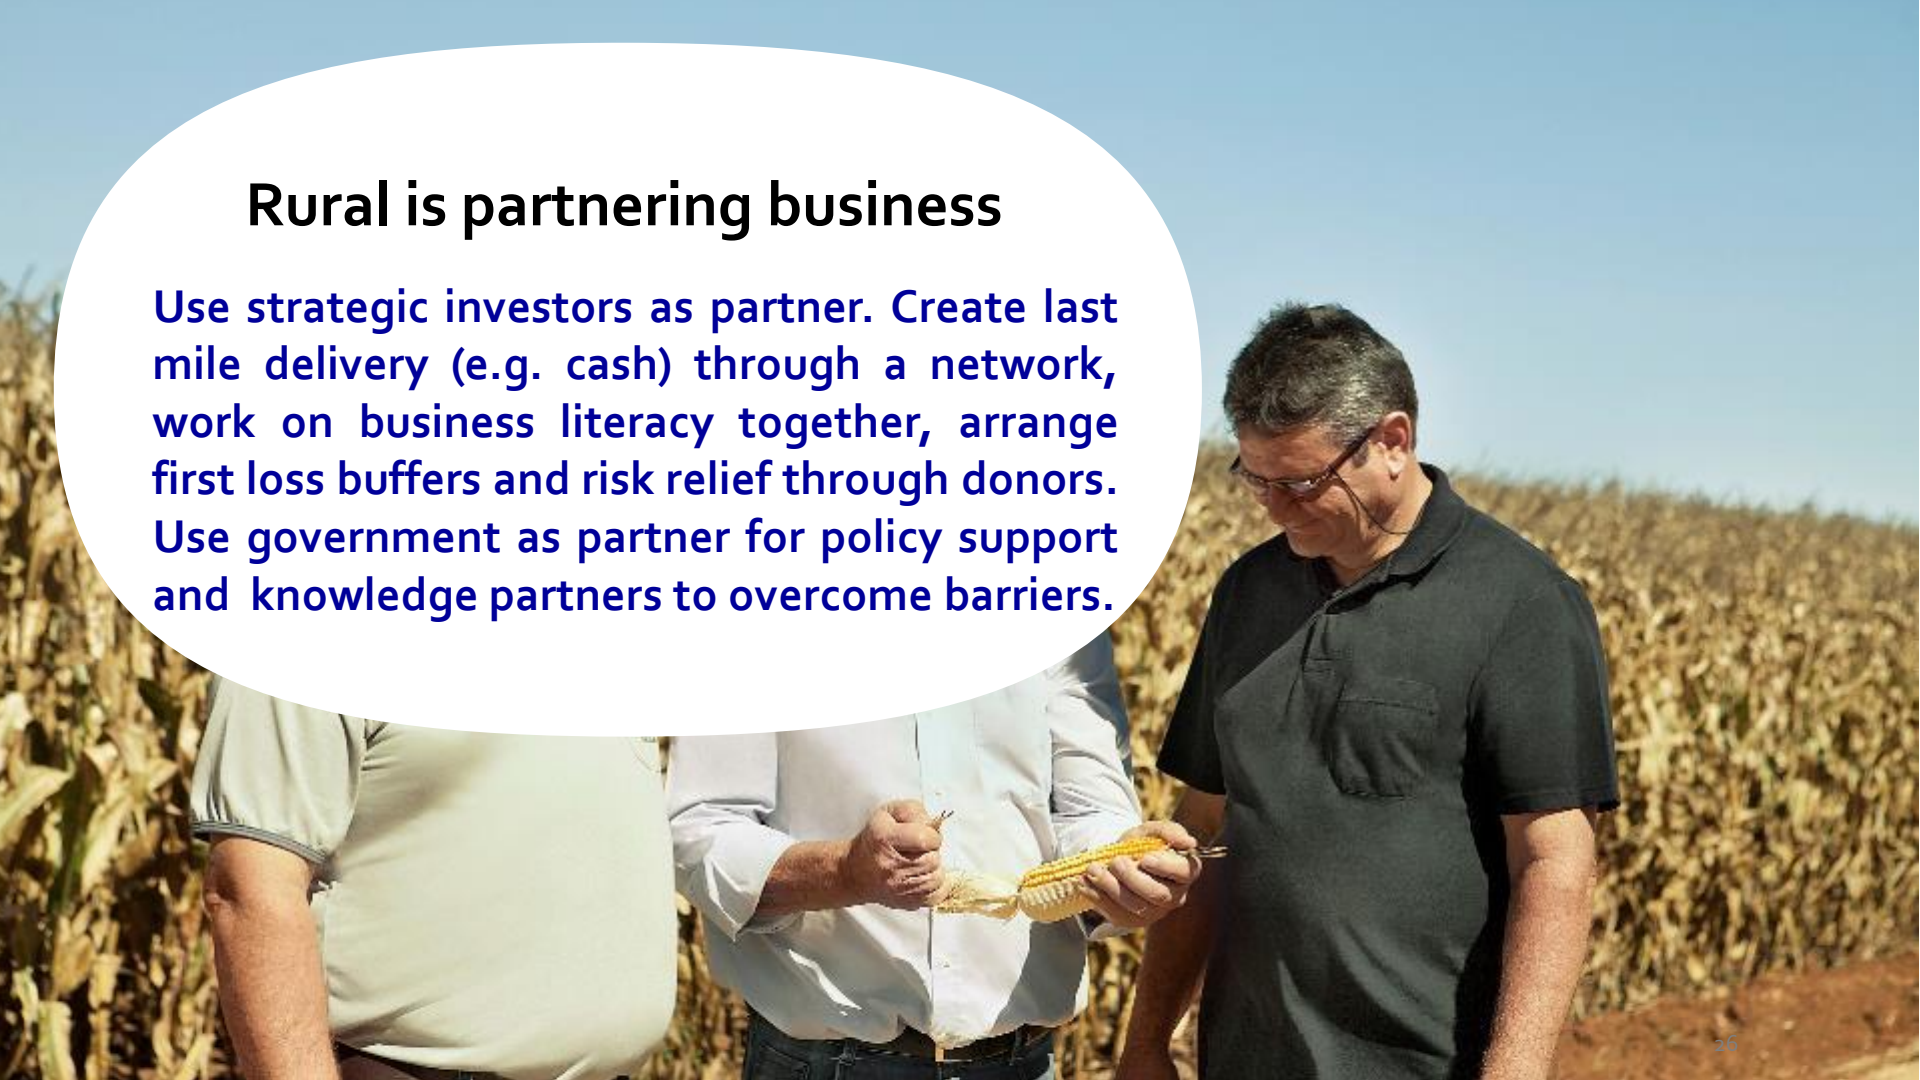 Rural is partnering business
Use strategic investors as partner. Create last
mile delivery (e.g. cash) through a network,
work on business literacy together, arrange
first loss buffers and risk relief through donors.
Use government as partner for policy support
and knowledge partners to overcome barriers.
26